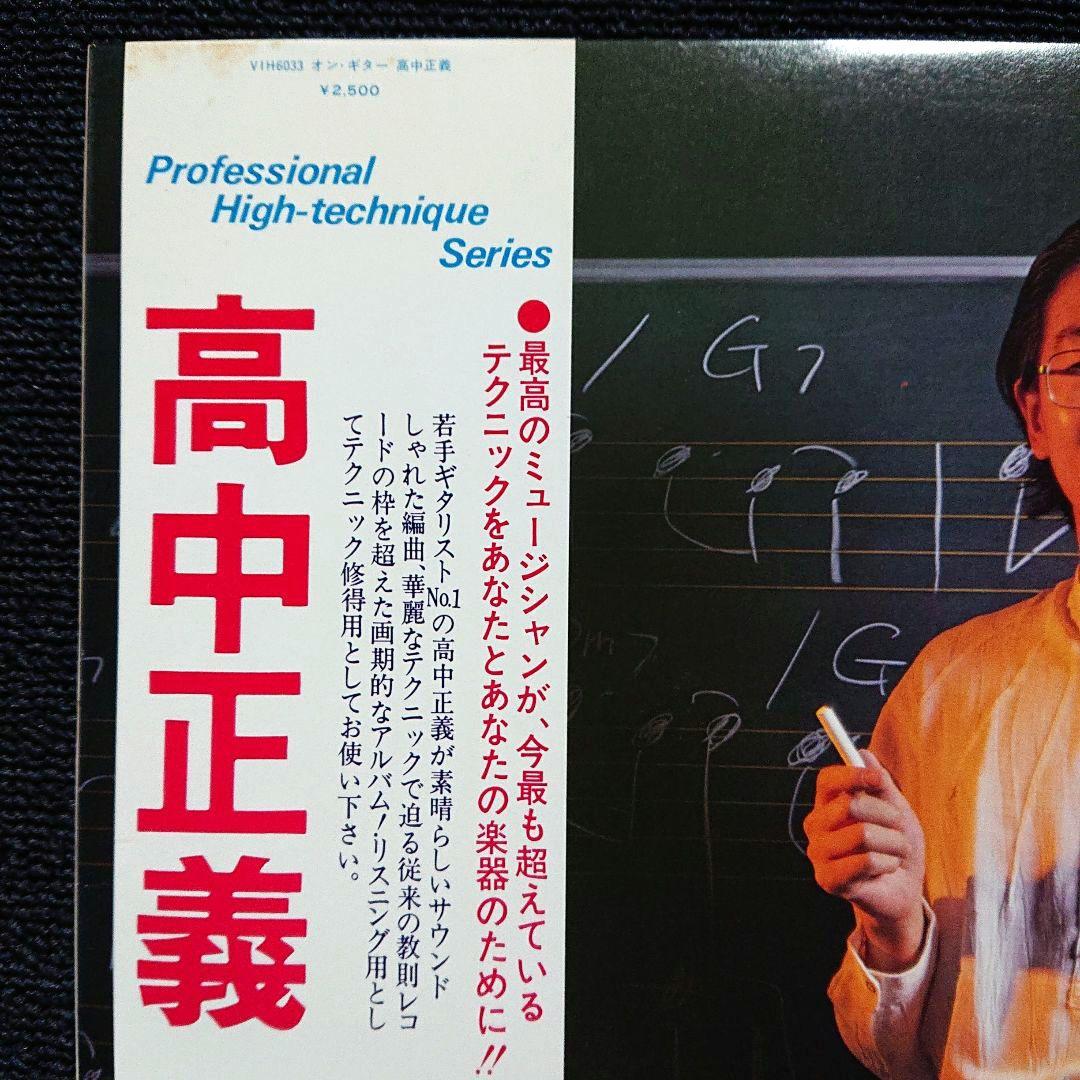 VIH6033 オン・ギター 高中正義
¥2,500
Professional
High-technique
Series
●最高のミュージシャンが、今最も超えている
テクニックをあなたとあなたの楽器のために!!
若手ギタリストNo.1の高中正義が素晴らしいサウンド
しゃれた編曲、華麗なテクニックで迫る従来の教則レコ
ードの枠を超えた画期的なアルバム!リスニング用とし
てテクニック修得用としてお使い下さい。
高中正義
/ G7
/ G